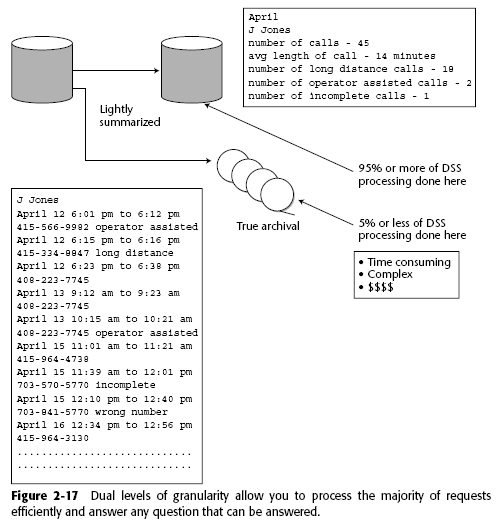 April
J Jones
number of calls - 45
avg length of call - 14 minutes
number of long distance calls - 18
number of operator assisted calls - 2
number of incomplete calls - 1
Lightly
summarized
95% or more of DSS
processing done here
True archival
5% or less of DSS
processing done here
• Time consuming
• Complex
• $$$$
J Jones
April 12 6:01 pm to 6:12 pm
415-566-9982 operator assisted
April 12 6:15 pm to 6:16 pm
415-334-8847 long distance
April 12 6:23 pm to 6:38 pm
408-223-7745
April 13 9:12 am to 9:23 am
408-223-7745
April 13 10:15 am to 10:21 am
408-223-7745 operator assisted
April 15 11:01 am to 11:21 am
415-964-4738
April 15 11:39 am to 12:01 pm
703-570-5770 incomplete
April 15 12:10 pm to 12:40 pm
703-841-5770 wrong number
April 16 12:34 pm to 12:56 pm
415-964-3130
............................
............................
Figure 2-17 Dual levels of granularity allow you to process the majority of requests
efficiently and answer any question that can be answered.